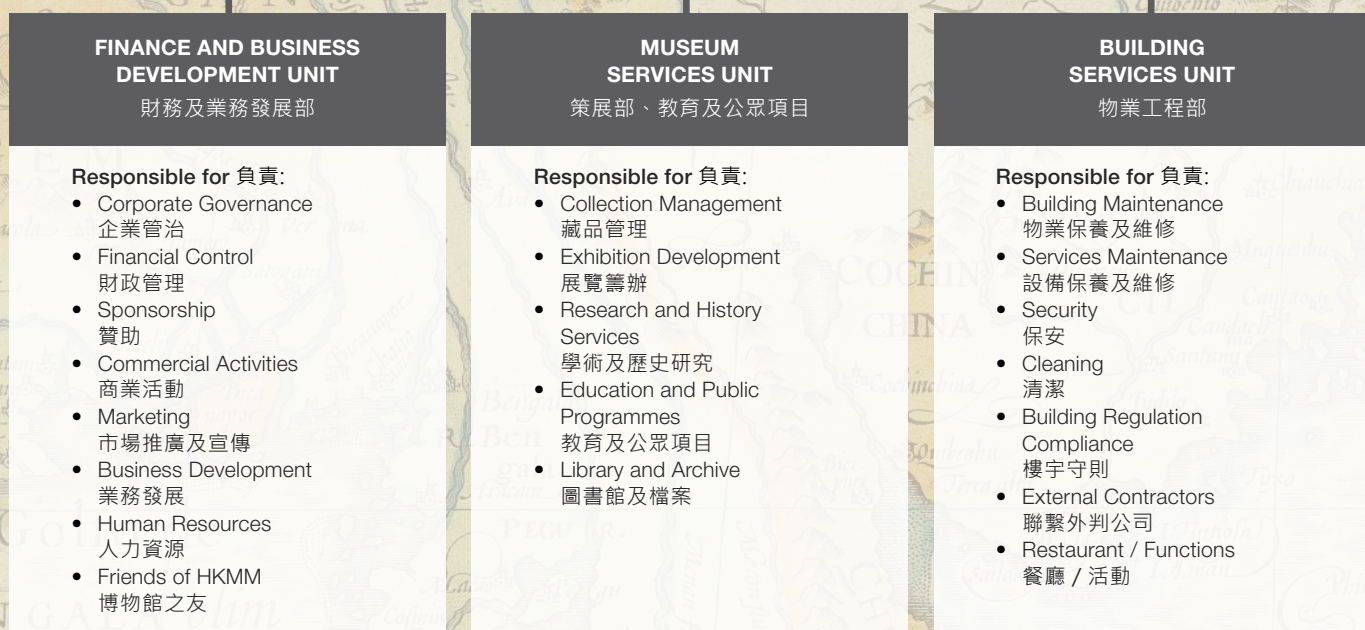 FINANCE AND BUSINESS
DEVELOPMENT UNIT
財務及業務發展部
Responsible for 負責:
• Corporate Governance
企業管治
• Financial Control
財政管理
• Sponsorship
贊助
• Commercial Activities
商業活動
• Marketing
市場推廣及宣傳
• Business Development
業務發展
• Human Resources
人力資源
• Friends of HKMM
博物館之友
MUSEUM
SERVICES UNIT
策展部、教育及公眾項目
Responsible for 負責:
• Collection Management
藏品管理
• Exhibition Development
展覽籌辦
• Research and History
Services
學術及歷史研究
• Education and Public
Programmes
教育及公眾項目
• Library and Archive
圖書館及檔案
BUILDING
SERVICES UNIT
物業工程部
Responsible for 負責:
• Building Maintenance
物業保養及維修
• Services Maintenance
設備保養及維修
• Security
保安
• Cleaning
清潔
• Building Regulation
Compliance
樓宇守則
• External Contractors
聯繫外判公司
• Restaurant / Functions
餐廳 / 活動
COCHIN
CHINA